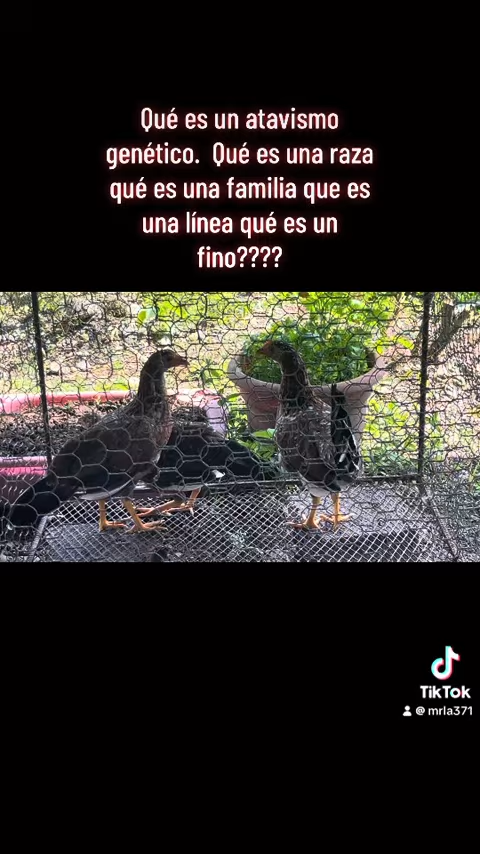 Qué es un atavismo
genético.  Qué es una raza
qué es una familia que es
una línea qué es un
fino????
TikTok
@ mrla371